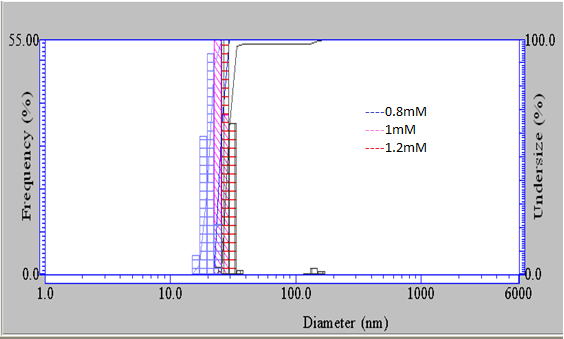 55.00
100.0
Frequency (%)
Undersize (%)
----0.8mM
----1mM
----1.2mM
0.0
0.0
1.0 10.0 100.0 1000 6000
Diameter (nm)